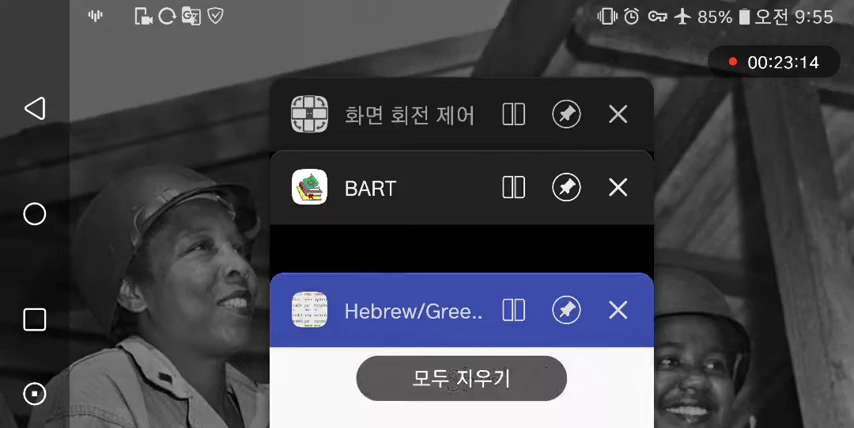 85% 오전 9:55
00:23:14
화면 회전 제어
BART
Hebrew/Gree..
모두 지우기